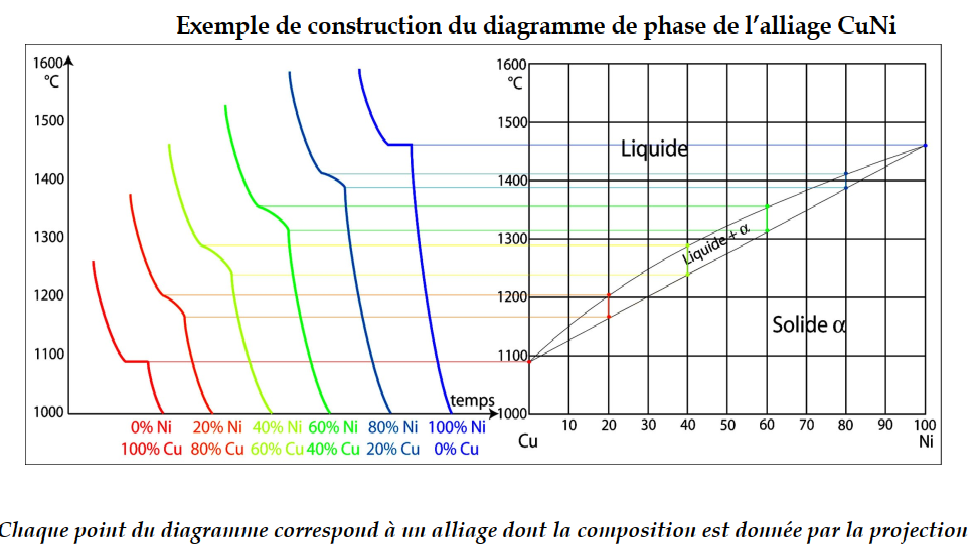 Exemple de construction du diagramme de phase de l'alliage CuNi
1600
°C
1500
1400
1300
1200
1100
1000
temps
0% Ni 20% Ni 40% Ni 60% Ni 80% Ni 100% Ni
100% Cu 80% Cu 60% Cu 40% Cu 20% Cu 0% Cu
1600
°C
1500
1400
1300
1200
1100
1000
Liquide
Liquide + α
Solide α
10 20 30 40 50 60 70 80 90 100
Cu Ni
Chaque point du diagramme correspond à un alliage dont la composition est donnée par la projection